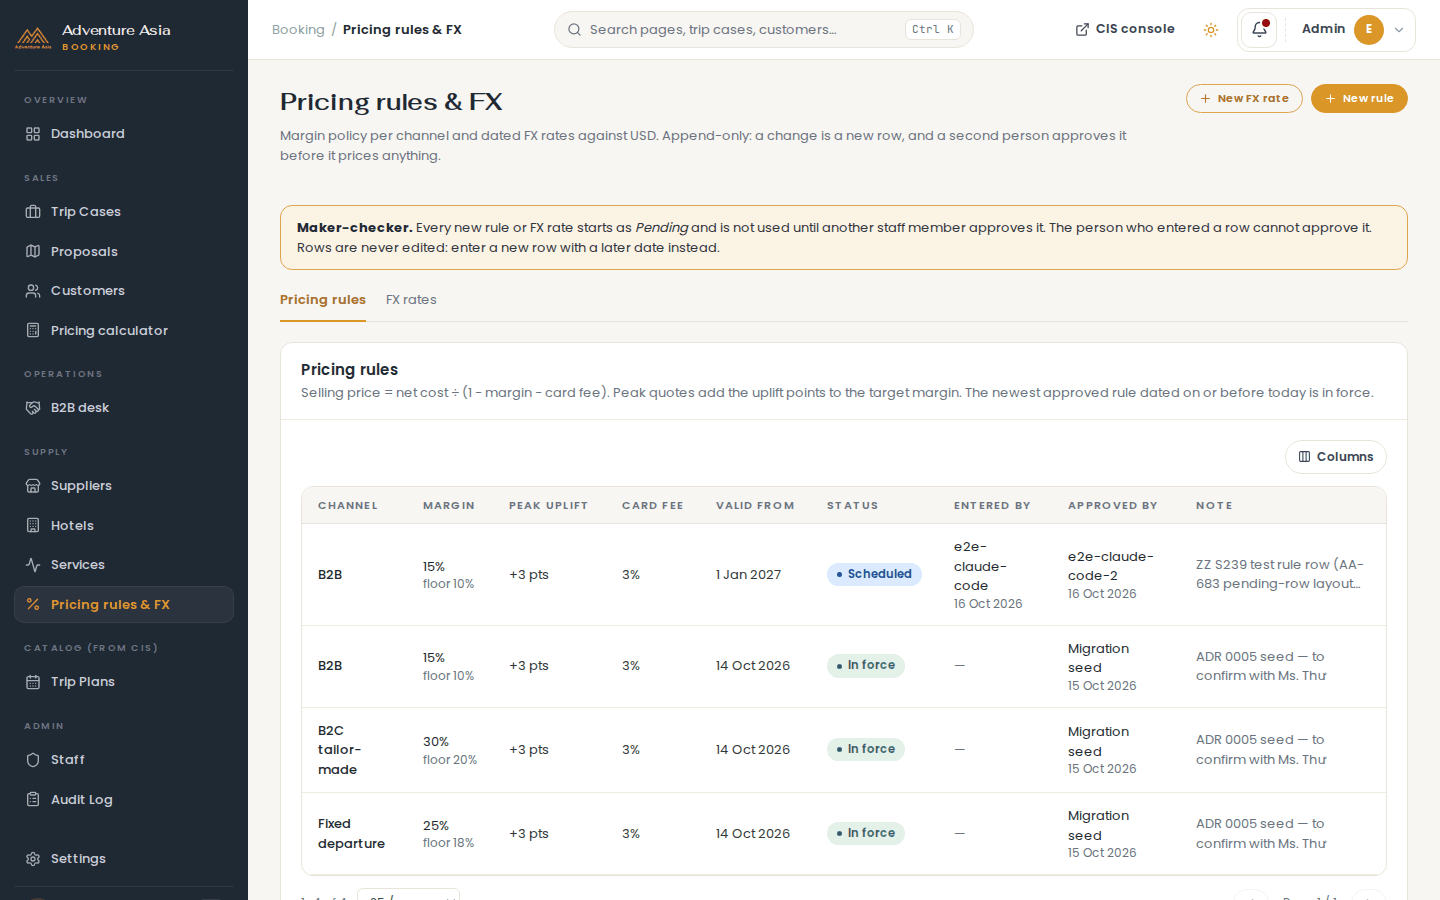 Adventure Asia
BOOKING
Adventure Asia
OVERVIEW
Dashboard
SALES
Trip Cases
Proposals
Customers
Pricing calculator
OPERATIONS
B2B desk
SUPPLY
Suppliers
Hotels
Services
Pricing rules & FX
CATALOG (FROM CIS)
Trip Plans
ADMIN
Staff
Audit Log
Settings
Booking / Pricing rules & FX
Search pages, trip cases, customers...
Ctrl K
CIS console
Admin
E
Pricing rules & FX
New FX rate
New rule
Margin policy per channel and dated FX rates against USD. Append-only: a change is a new row, and a second person approves it
before it prices anything.
Maker-checker. Every new rule or FX rate starts as Pending and is not used until another staff member approves it. The person who entered a row cannot approve it.
Rows are never edited: enter a new row with a later date instead.
Pricing rules
FX rates
Pricing rules
Selling price = net cost ÷ (1 - margin - card fee). Peak quotes add the uplift points to the target margin. The newest approved rule dated on or before today is in force.
Columns
CHANNEL MARGIN PEAK UPLIFT CARD FEE VALID FROM STATUS ENTERED BY APPROVED BY NOTE
B2B
15%
floor 10%
+3 pts
3%
1 Jan 2027
Scheduled
e2e-
claude-
code
16 Oct 2026
e2e-claude-
code-2
16 Oct 2026
ZZ S239 test rule row (AA-
683 pending-row layout...
B2B
15%
floor 10%
+3 pts
3%
14 Oct 2026
In force
—
Migration
seed
15 Oct 2026
ADR 0005 seed — to
confirm with Ms. Thư
B2C
tailor-
made
30%
floor 20%
+3 pts
3%
14 Oct 2026
In force
—
Migration
seed
15 Oct 2026
ADR 0005 seed — to
confirm with Ms. Thư
Fixed
departure
25%
floor 18%
+3 pts
3%
14 Oct 2026
In force
—
Migration
seed
15 Oct 2026
ADR 0005 seed — to
confirm with Ms. Thư